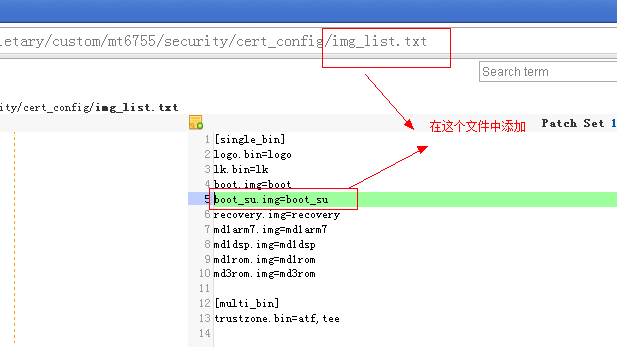 letary/custom/mt6755/security/cert_config/img_list.txt
Search term
ity/cert_config/img_list.txt
在这个文件中添加
Patch Set 1
1 [single_bin]
2 logo.bin=logo
3 lk.bin=lk
4 boot.img=boot
5 boot_su.img=boot_su
6 recovery.img=recovery
7 md1arm7.img=md1arm7
8 md1dsp.img=md1dsp
9 md1rom.img=md1rom
10 md3rom.img=md3rom
11
12 [multi_bin]
13 trustzone.bin=atf,tee
14